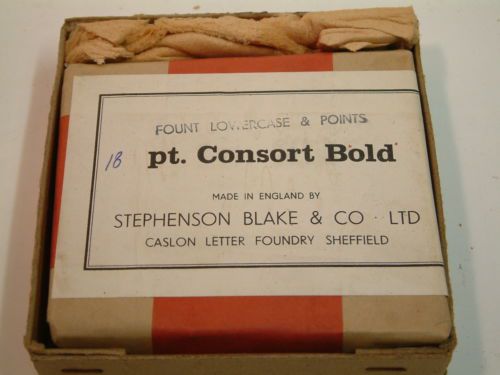 FOUNT LOWERCASE & POINTS
18 pt. Consort Bold
MADE IN ENGLAND BY
STEPHENSON BLAKE & CO · LTD
CASLON LETTER FOUNDRY SHEFFIELD